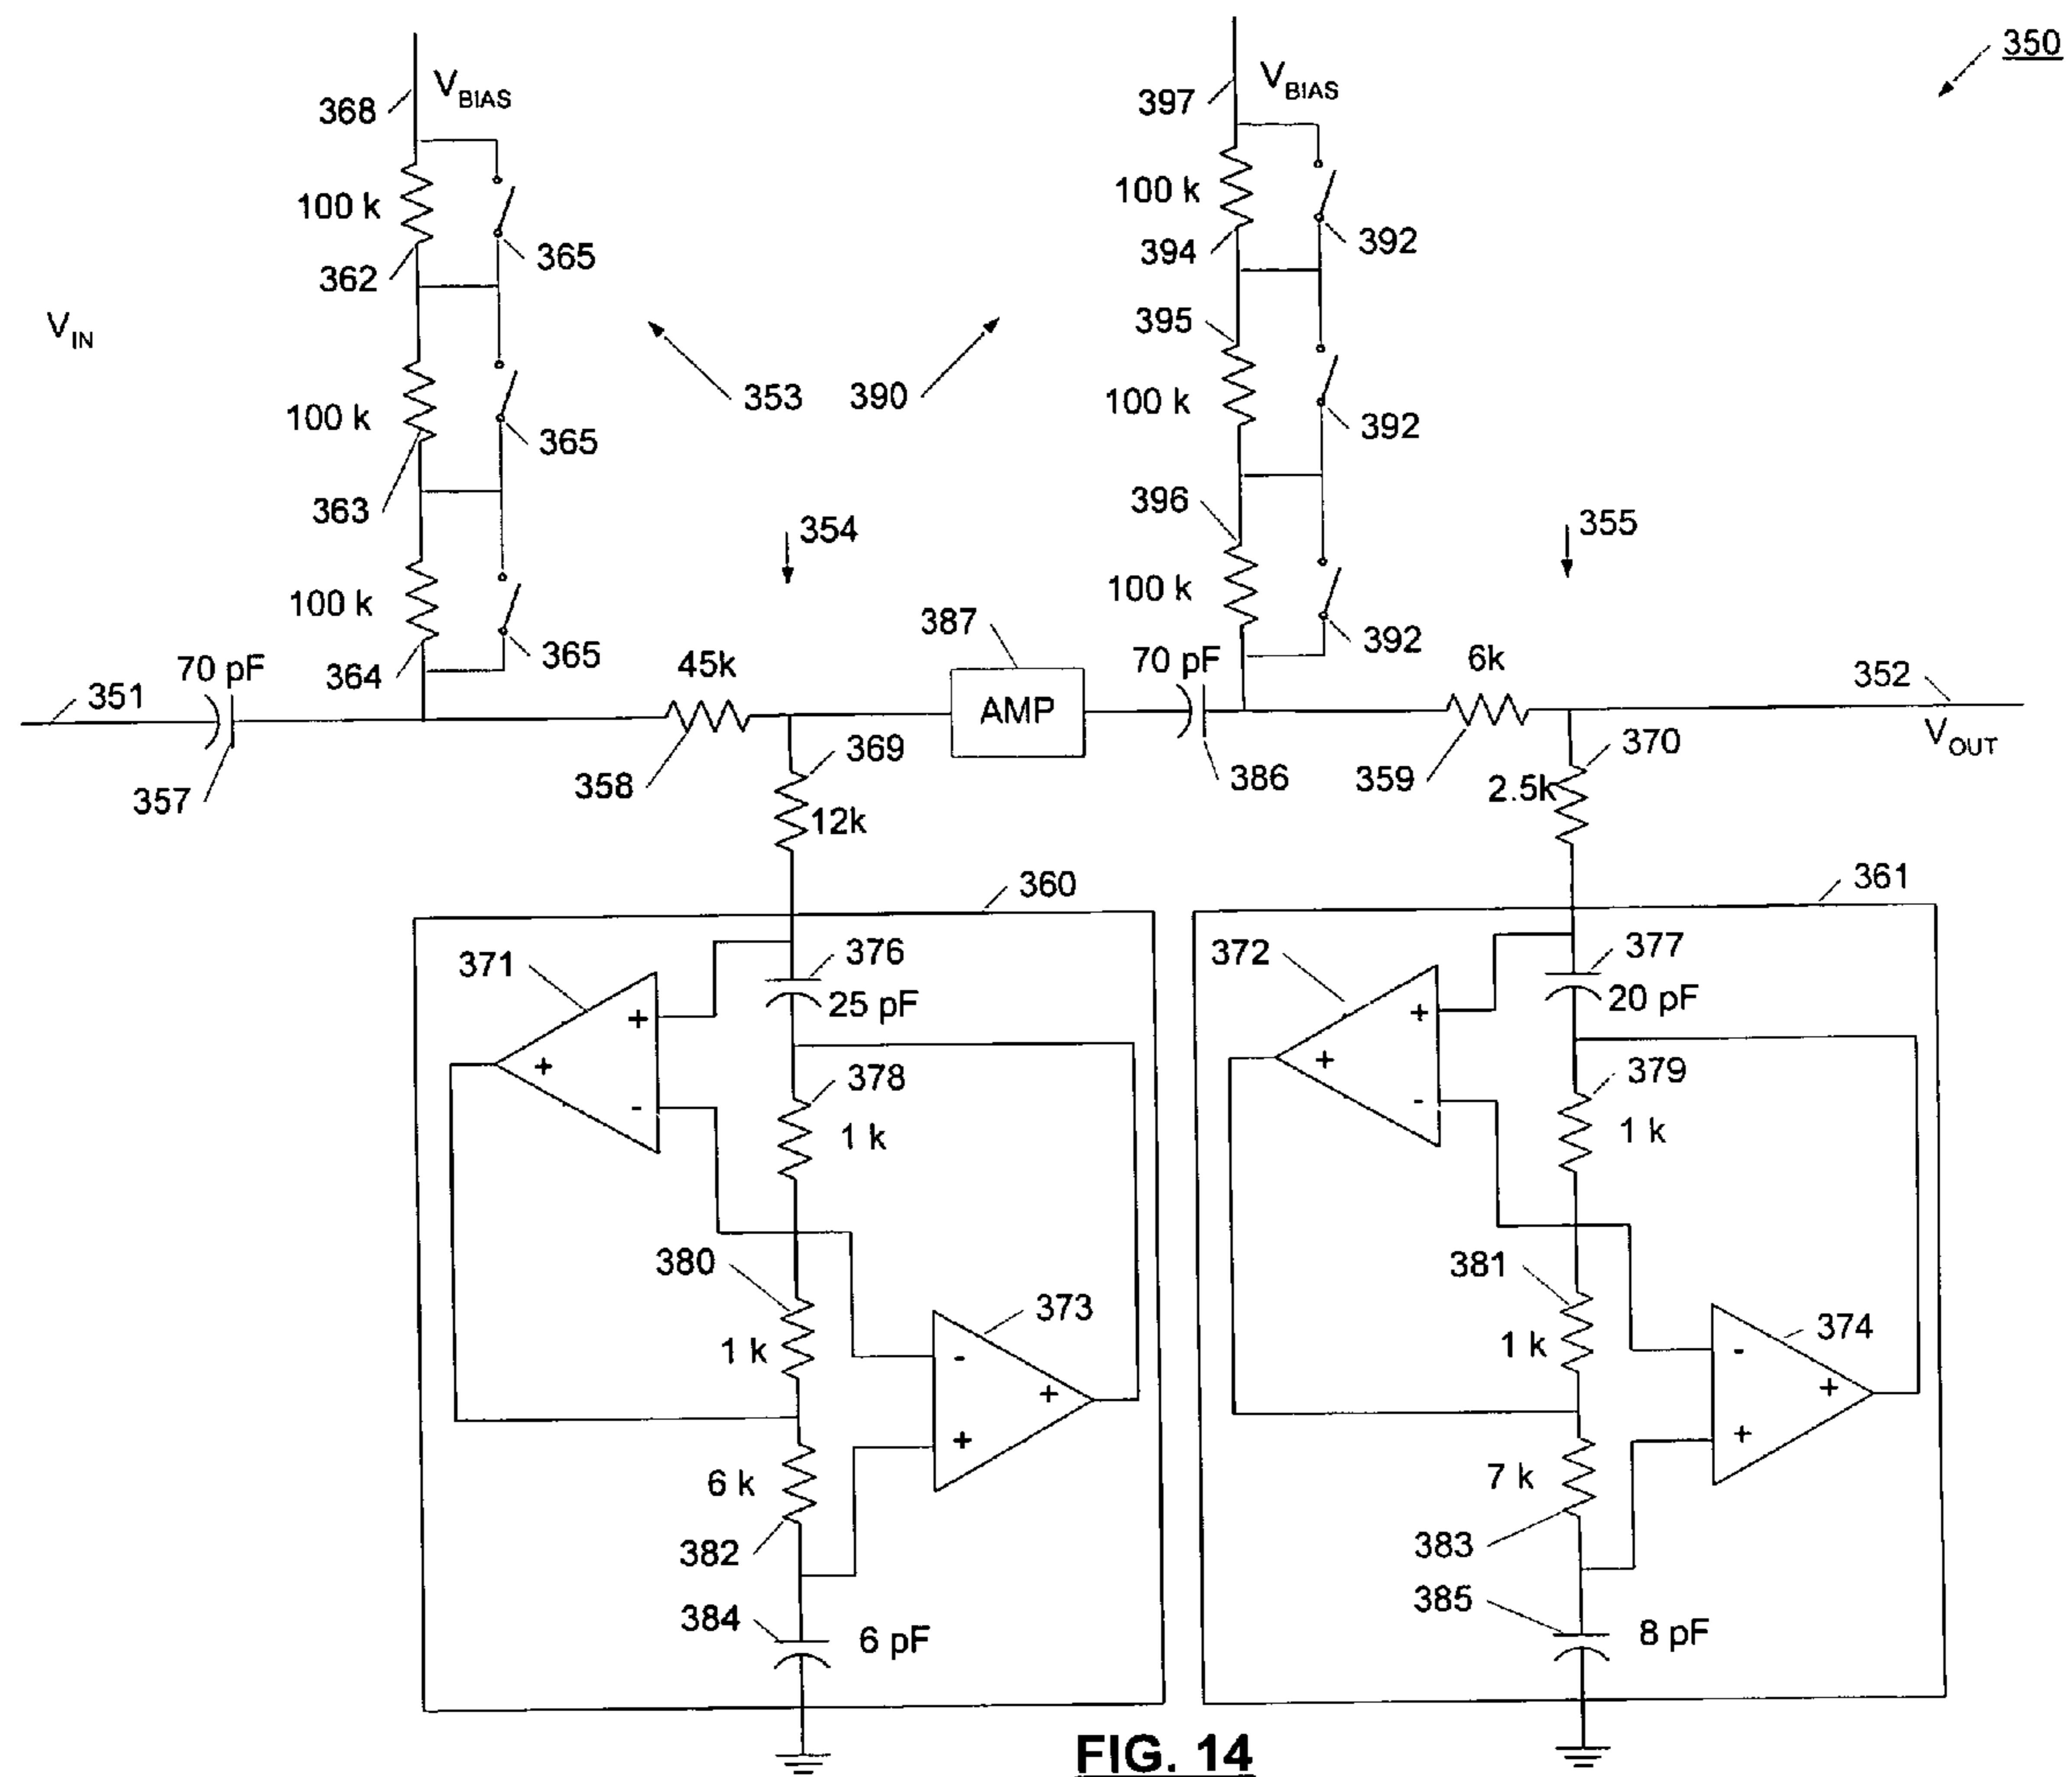 350
368
V BIAS
397
V BIAS
100 k
365
362
100 k
394
392
V IN
353
390
395
100 k
363
365
100 k
392
354
396
355
100 k
364
365
387
100 k
392
351
70 pF
357
45k
358
369
AMP
70 pF
386
6k
359
352
V OUT
370
12k
2.5k
360
361
371
376
25 pF
372
377
20 pF
+
+
-
+
+
-
378
1 k
379
1 k
380
1 k
373
381
1 k
374
-
+
+
-
+
+
6 k
382
7 k
383
384
6 pF
385
8 pF
FIG. 14